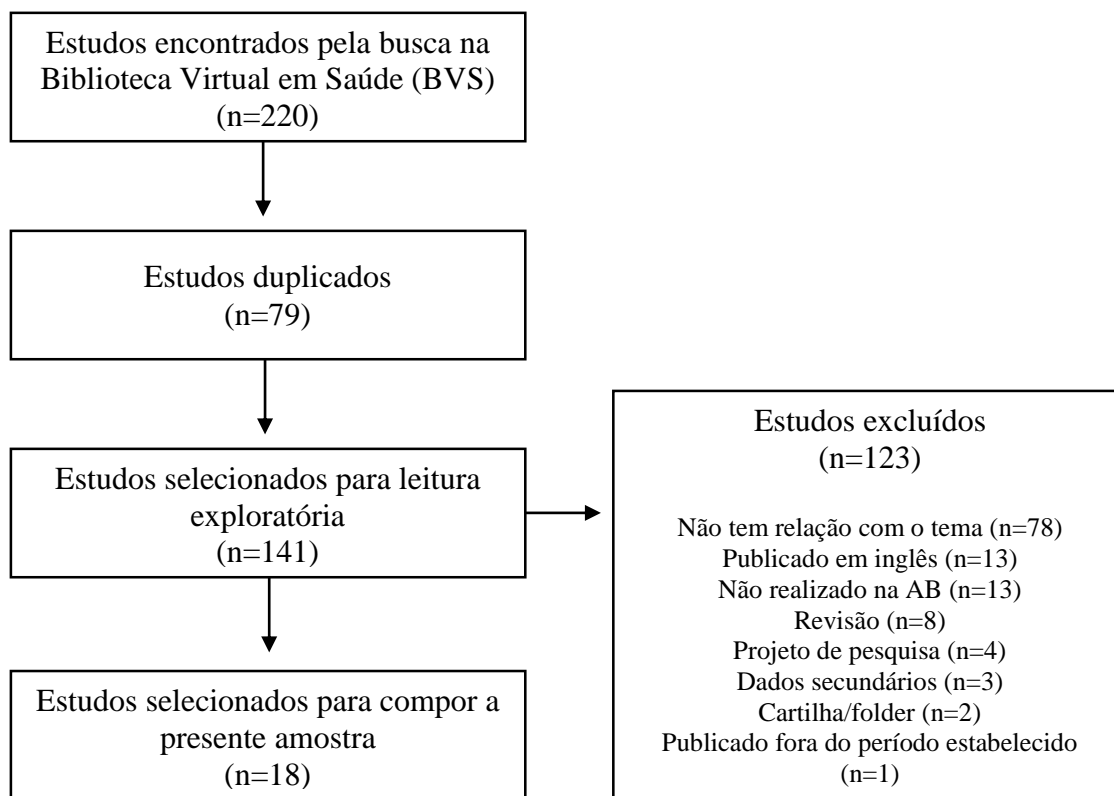 Estudos encontrados pela busca na
Biblioteca Virtual em Saúde (BVS)
(n=220)
Estudos duplicados
(n=79)
Estudos selecionados para leitura
exploratória
(n=141)
Estudos excluídos
(n=123)
Não tem relação com o tema (n=78)
Publicado em inglês (n=13)
Não realizado na AB (n=13)
Revisão (n=8)
Projeto de pesquisa (n=4)
Dados secundários (n=3)
Cartilha/folder (n=2)
Publicado fora do período estabelecido
(n=1)
Estudos selecionados para compor a
presente amostra
(n=18)